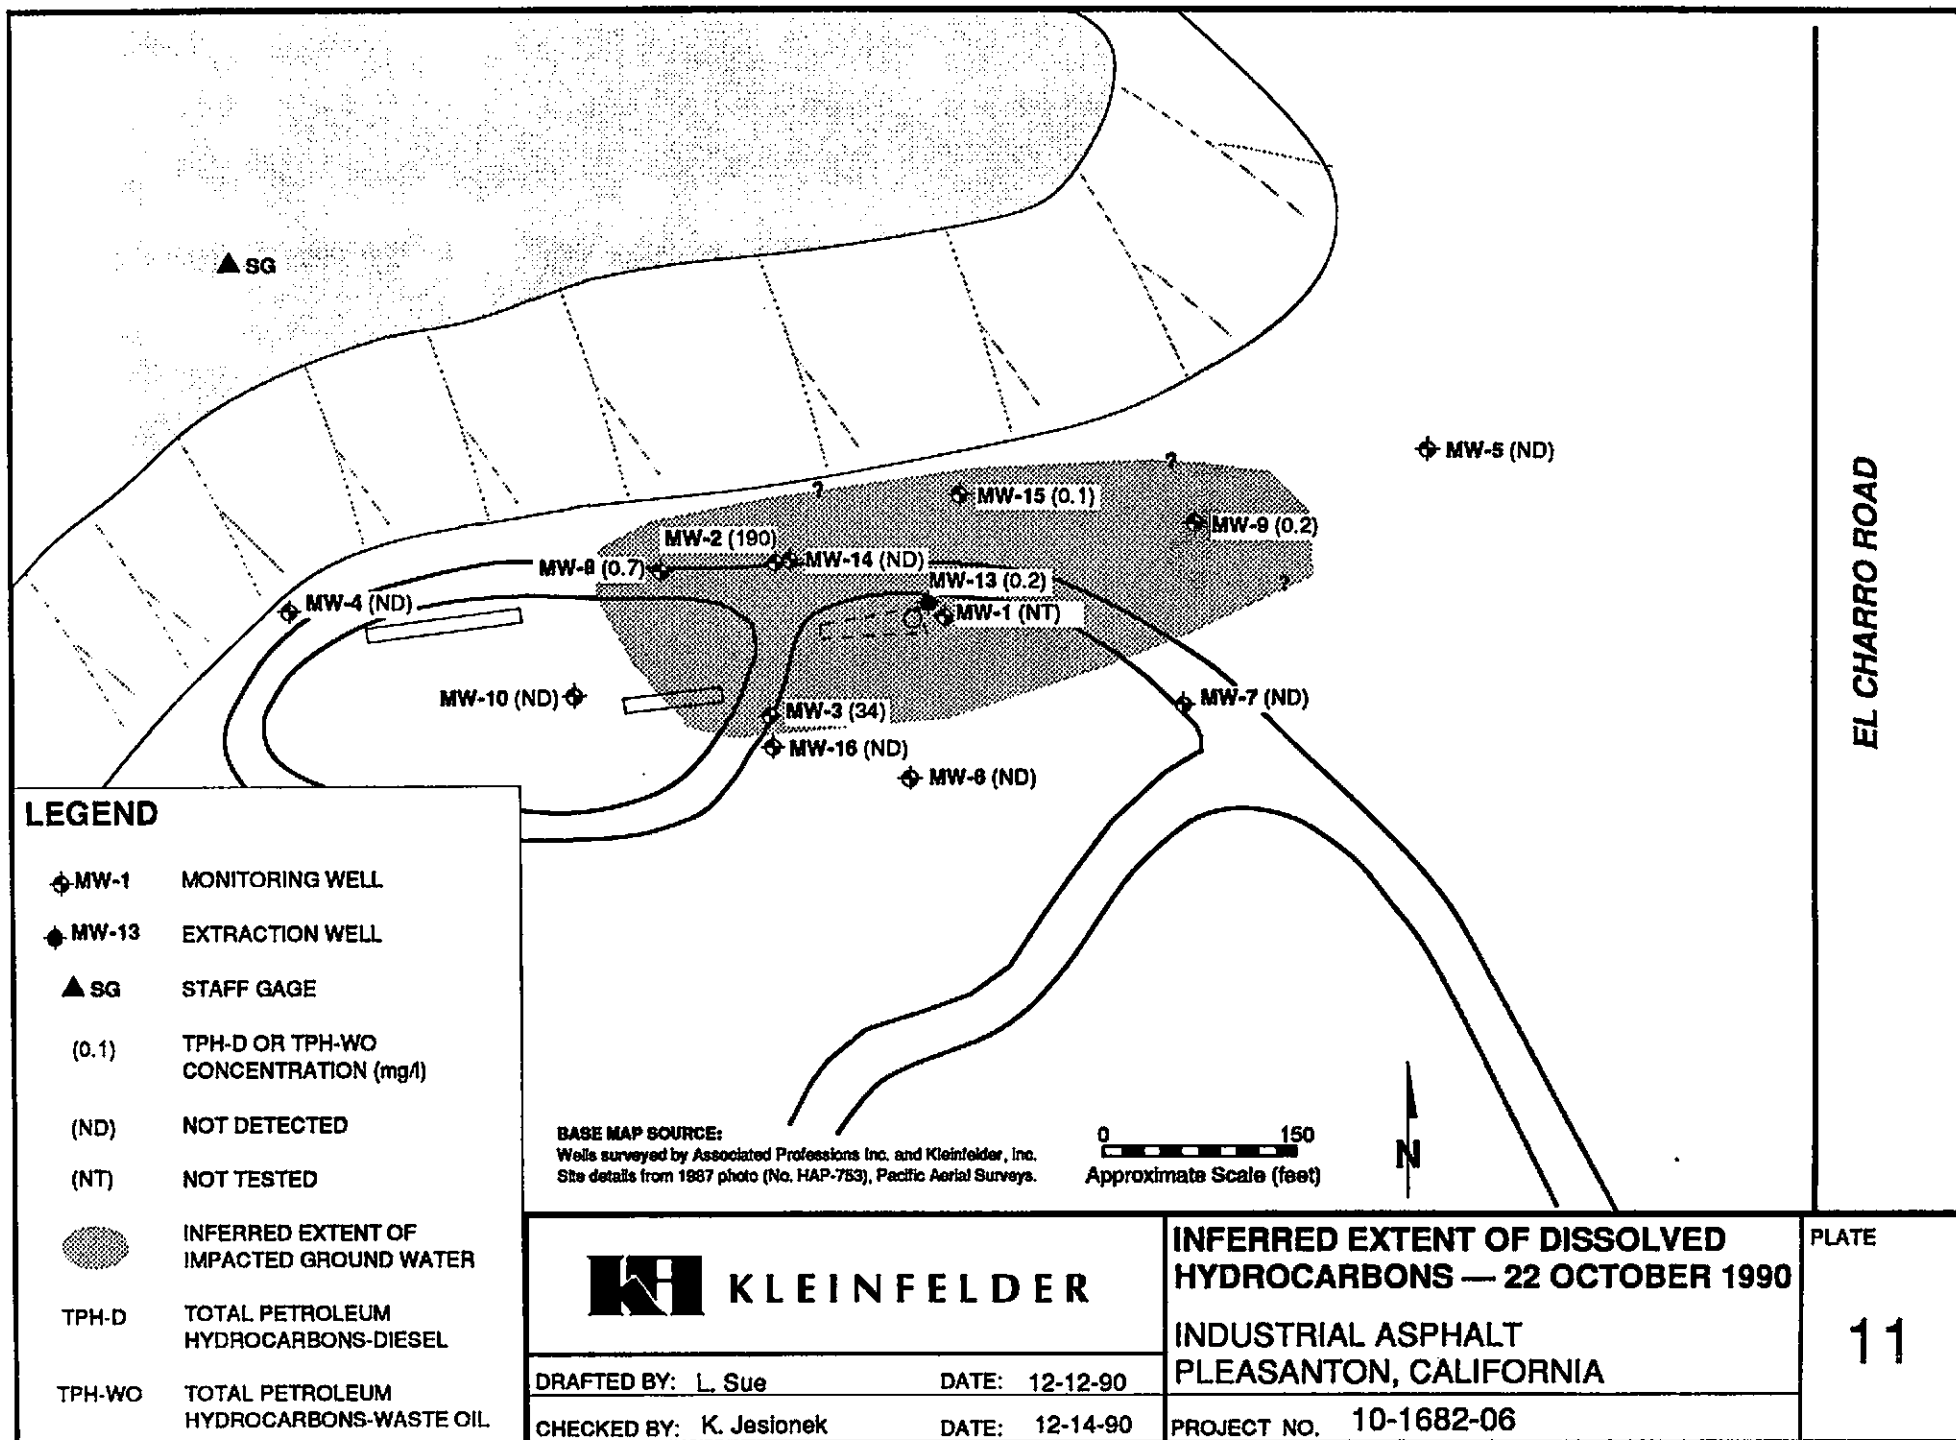 SG
MW-5 (ND)
?
?
MW-15 (0.1)
MW-9 (0.2)
MW-2 (190)
MW-14 (ND)
MW-8 (0.7)
MW-13 (0.2)
?
MW-4 (ND)
MW-1 (NT)
MW-10 (ND)
MW-7 (ND)
MW-3 (34)
MW-16 (ND)
MW-6 (ND)
EL CHARRO ROAD
LEGEND
MW-1 MONITORING WELL
MW-13 EXTRACTION WELL
SG STAFF GAGE
(0.1) TPH-D OR TPH-WO
CONCENTRATION (mg/l)
(ND) NOT DETECTED
(NT) NOT TESTED
INFERRED EXTENT OF
IMPACTED GROUND WATER
TPH-D TOTAL PETROLEUM
HYDROCARBONS-DIESEL
TPH-WO TOTAL PETROLEUM
HYDROCARBONS-WASTE OIL
BASE MAP SOURCE:
Wells surveyed by Associated Professions Inc. and Kleinfelder, Inc.
Site details from 1987 photo (No. HAP-753), Pacific Aerial Surveys.
0 150
Approximate Scale (feet)
N
KLEINFELDER
DRAFTED BY: L. Sue DATE: 12-12-90
CHECKED BY: K. Jesionek DATE: 12-14-90
INFERRED EXTENT OF DISSOLVED
HYDROCARBONS — 22 OCTOBER 1990
INDUSTRIAL ASPHALT
PLEASANTON, CALIFORNIA
PROJECT NO. 10-1682-06
PLATE
11